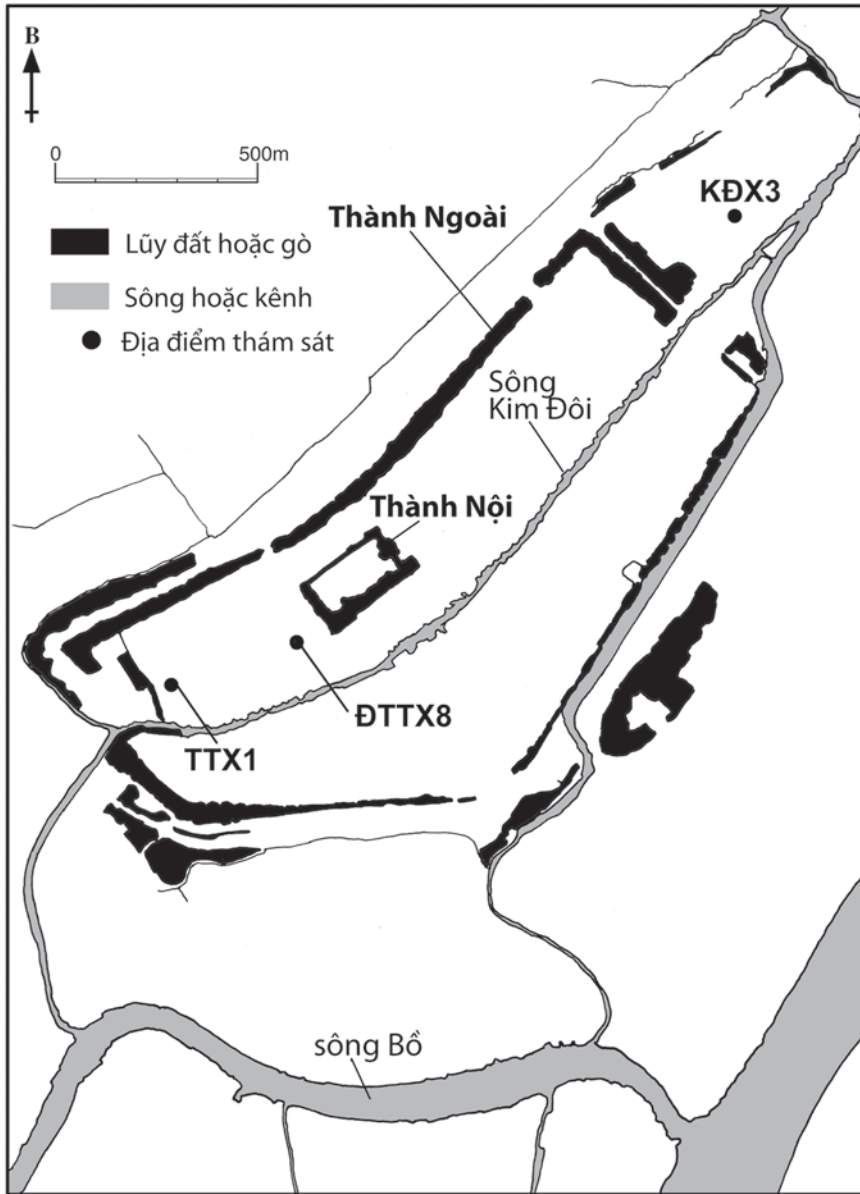 B
0
500m
KĐX3
Thành Ngoài
Lũy đất hoặc gò
Sông hoặc kênh
Địa điểm thám sát
Sông
Kim Đôi
Thành Nội
ĐTTX8
TTX1
sông Bồ